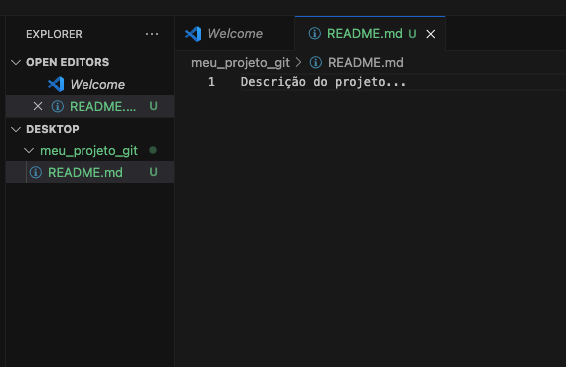 EXPLORER ...
OPEN EDITORS
Welcome
README.... U
DESKTOP
meu_projeto_git
README.md U
Welcome README.md U
meu_projeto_git > README.md
1 Descrição do projeto...